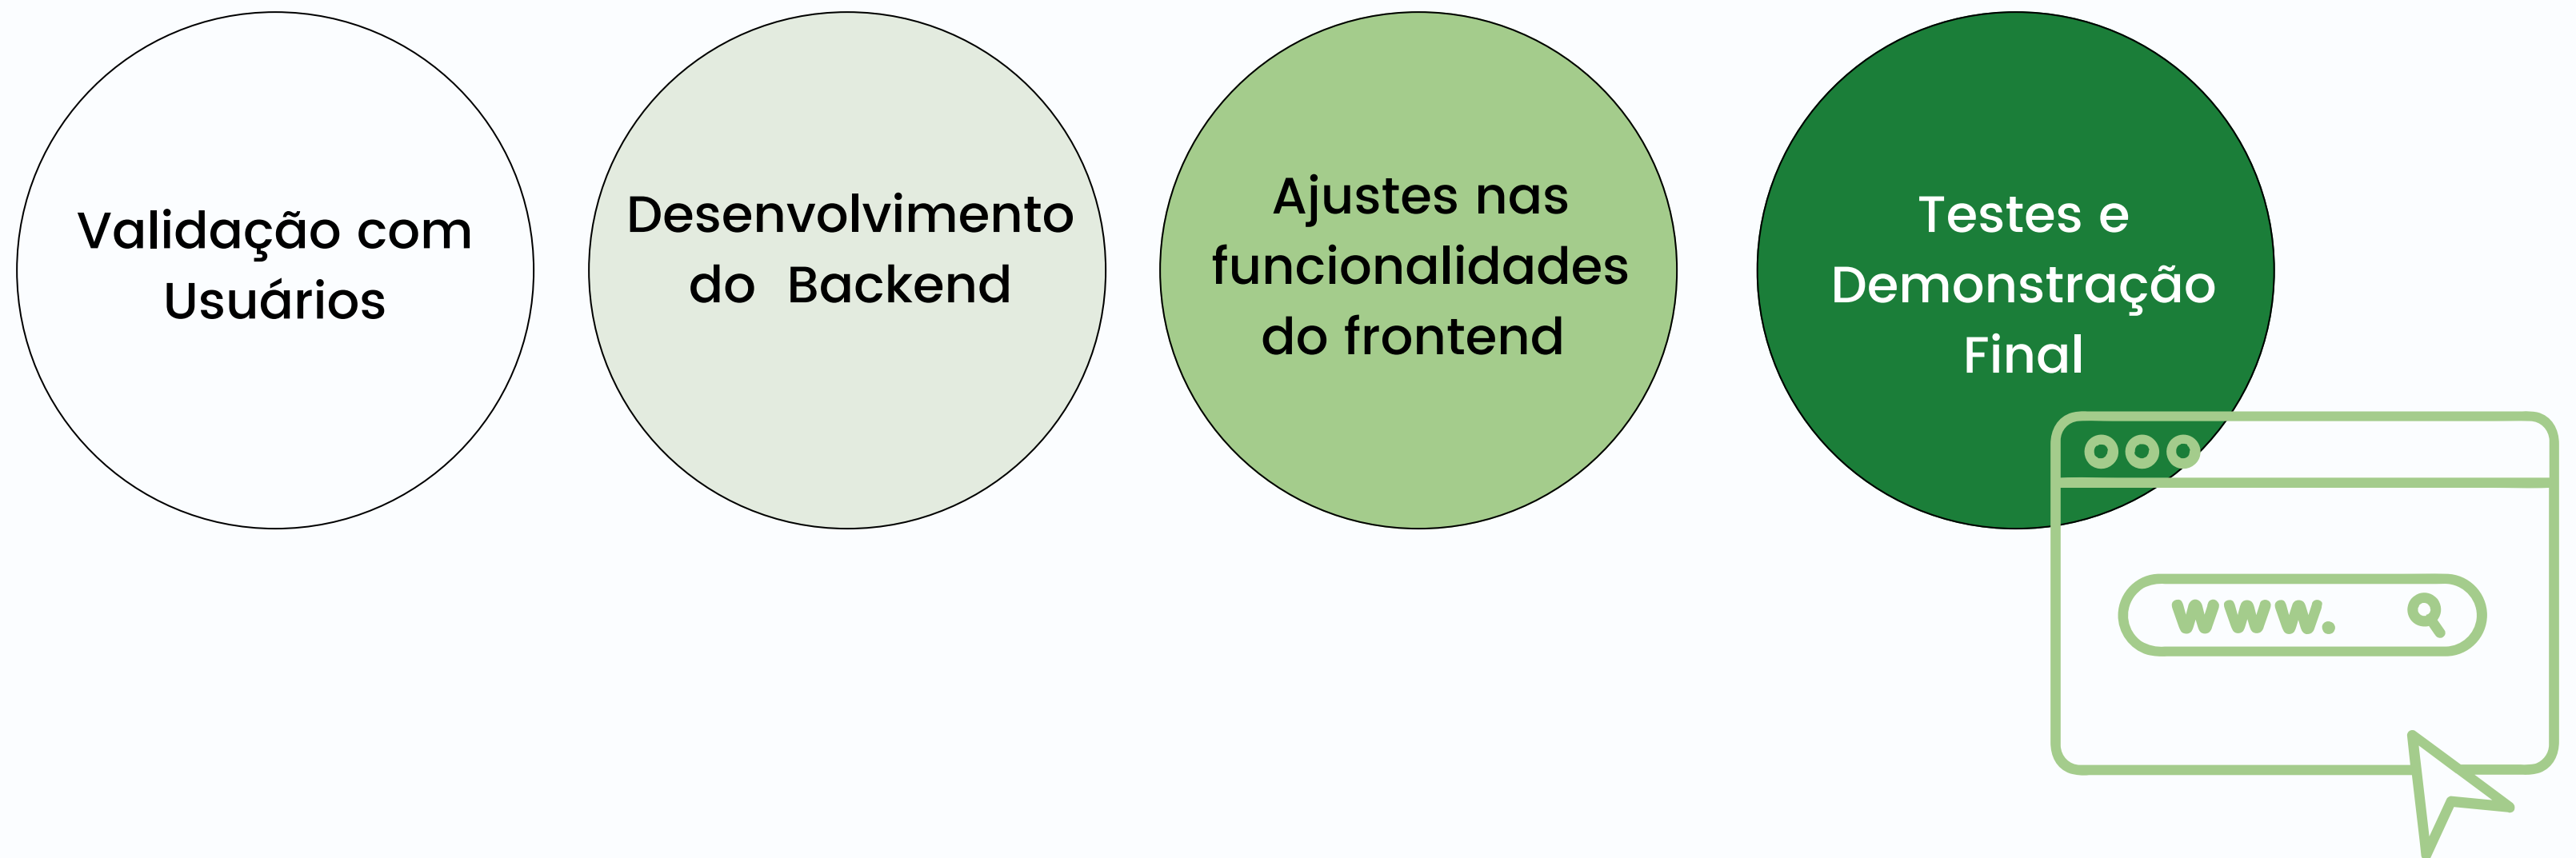 Validação com
Usuários
Desenvolvimento
do  Backend
Ajustes nas
funcionalidades
do frontend
Testes e
Demonstração
Final
www.